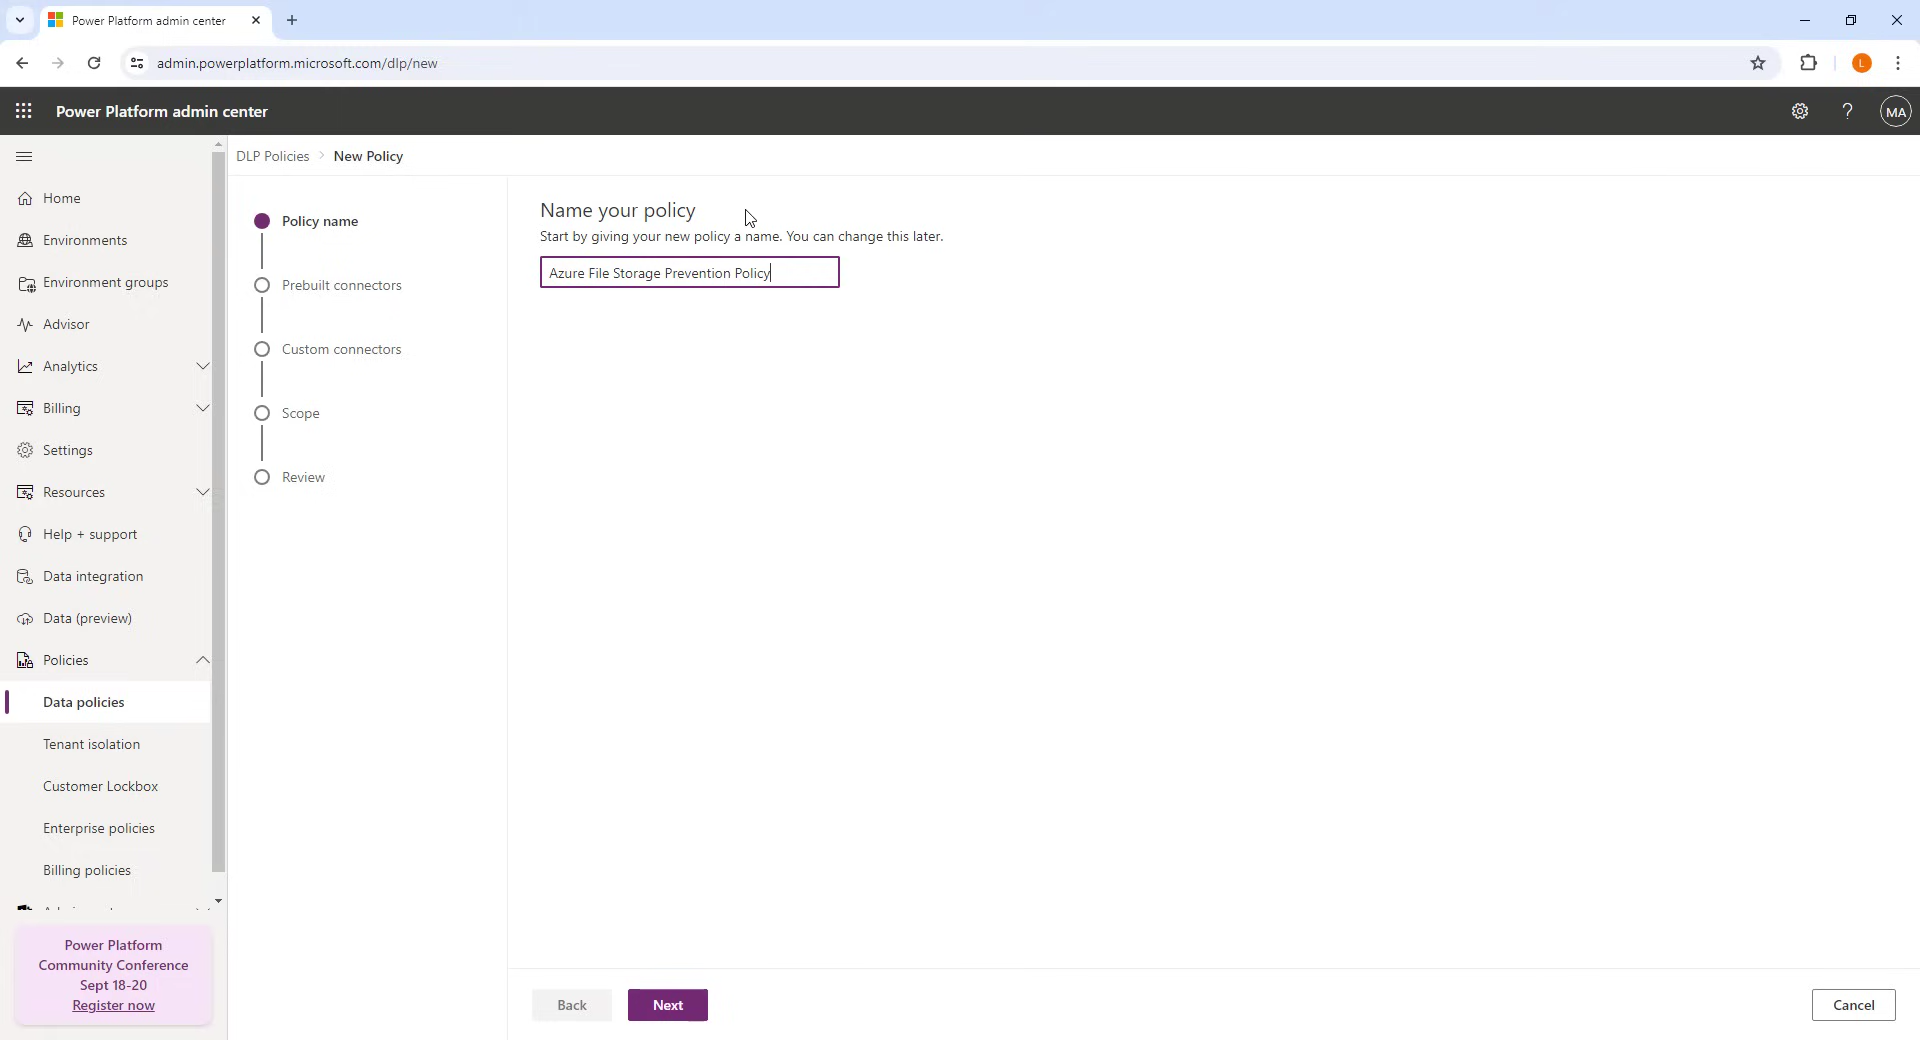 Power Platform admin center
admin.powerplatform.microsoft.com/dlp/new
L
Power Platform admin center
MA
DLP Policies
New Policy
Home
Environments
Environment groups
Advisor
Analytics
Billing
Settings
Resources
Help + support
Data integration
Data (preview)
Policies
Data policies
Tenant isolation
Customer Lockbox
Enterprise policies
Billing policies
Power Platform
Community Conference
Sept 18-20
Register now
Policy name
Prebuilt connectors
Custom connectors
Scope
Review
Name your policy
Start by giving your new policy a name. You can change this later.
Azure File Storage Prevention Policy
Back
Next
Cancel